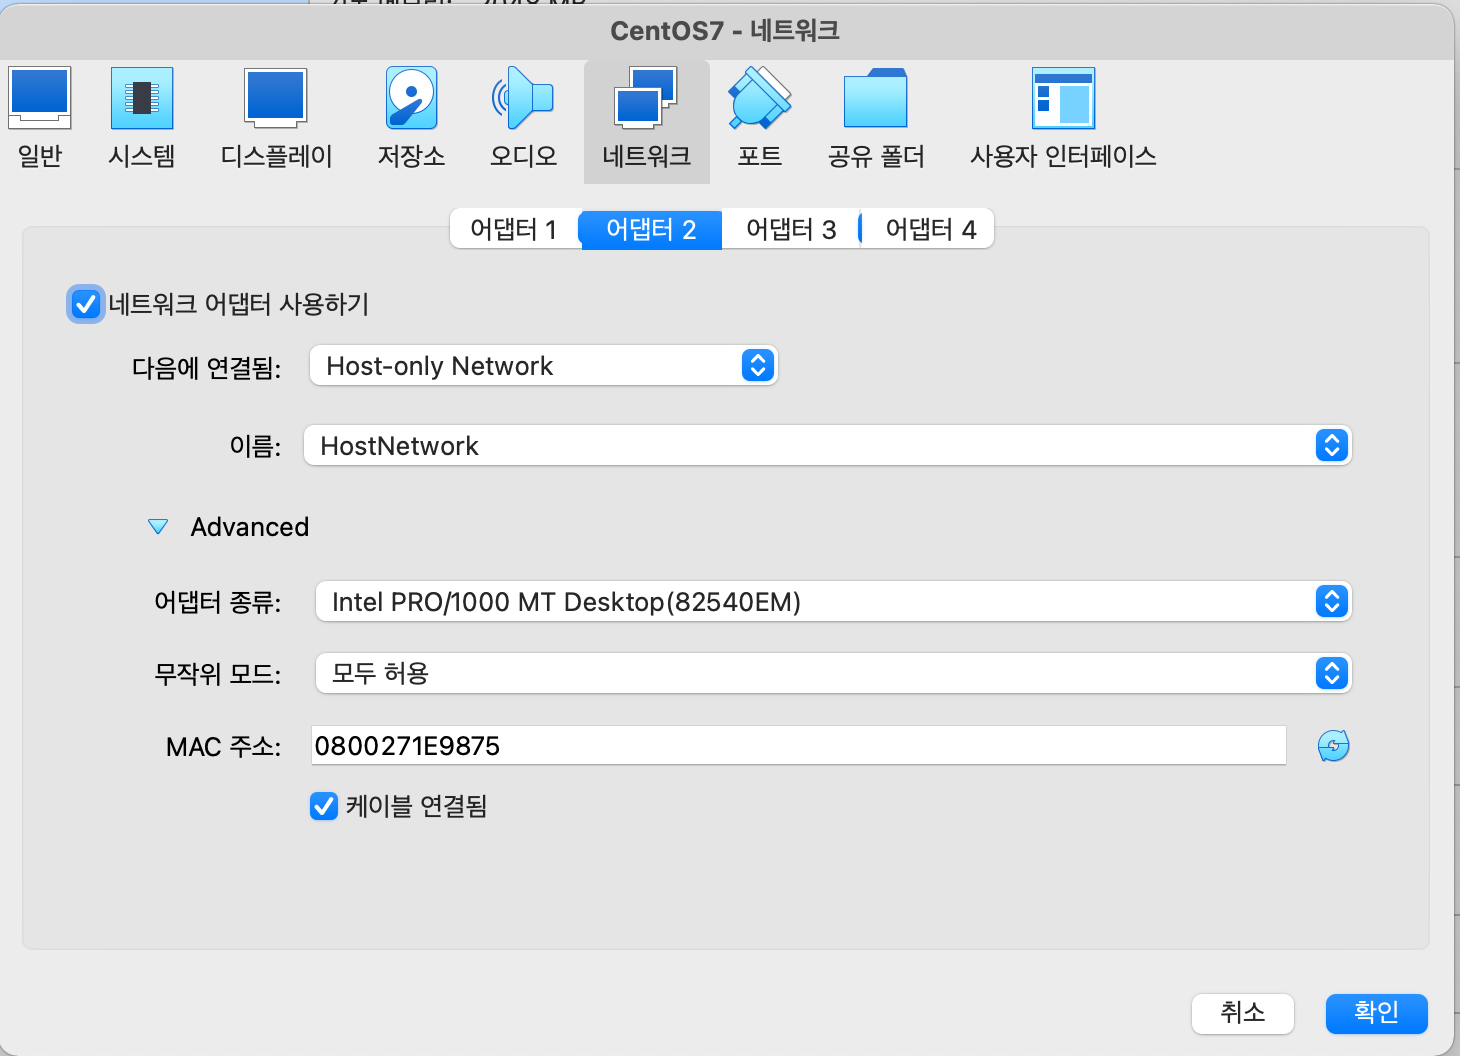 CentOS7 - 네트워크
일반 시스템 디스플레이 저장소 오디오 네트워크 포트 공유 폴더 사용자 인터페이스
어댑터 1 어댑터 2 어댑터 3 어댑터 4
네트워크 어댑터 사용하기
다음에 연결됨: Host-only Network
이름: HostNetwork
Advanced
어댑터 종류: Intel PRO/1000 MT Desktop(82540EM)
무작위 모드: 모두 허용
MAC 주소: 0800271E9875
케이블 연결됨
취소 확인